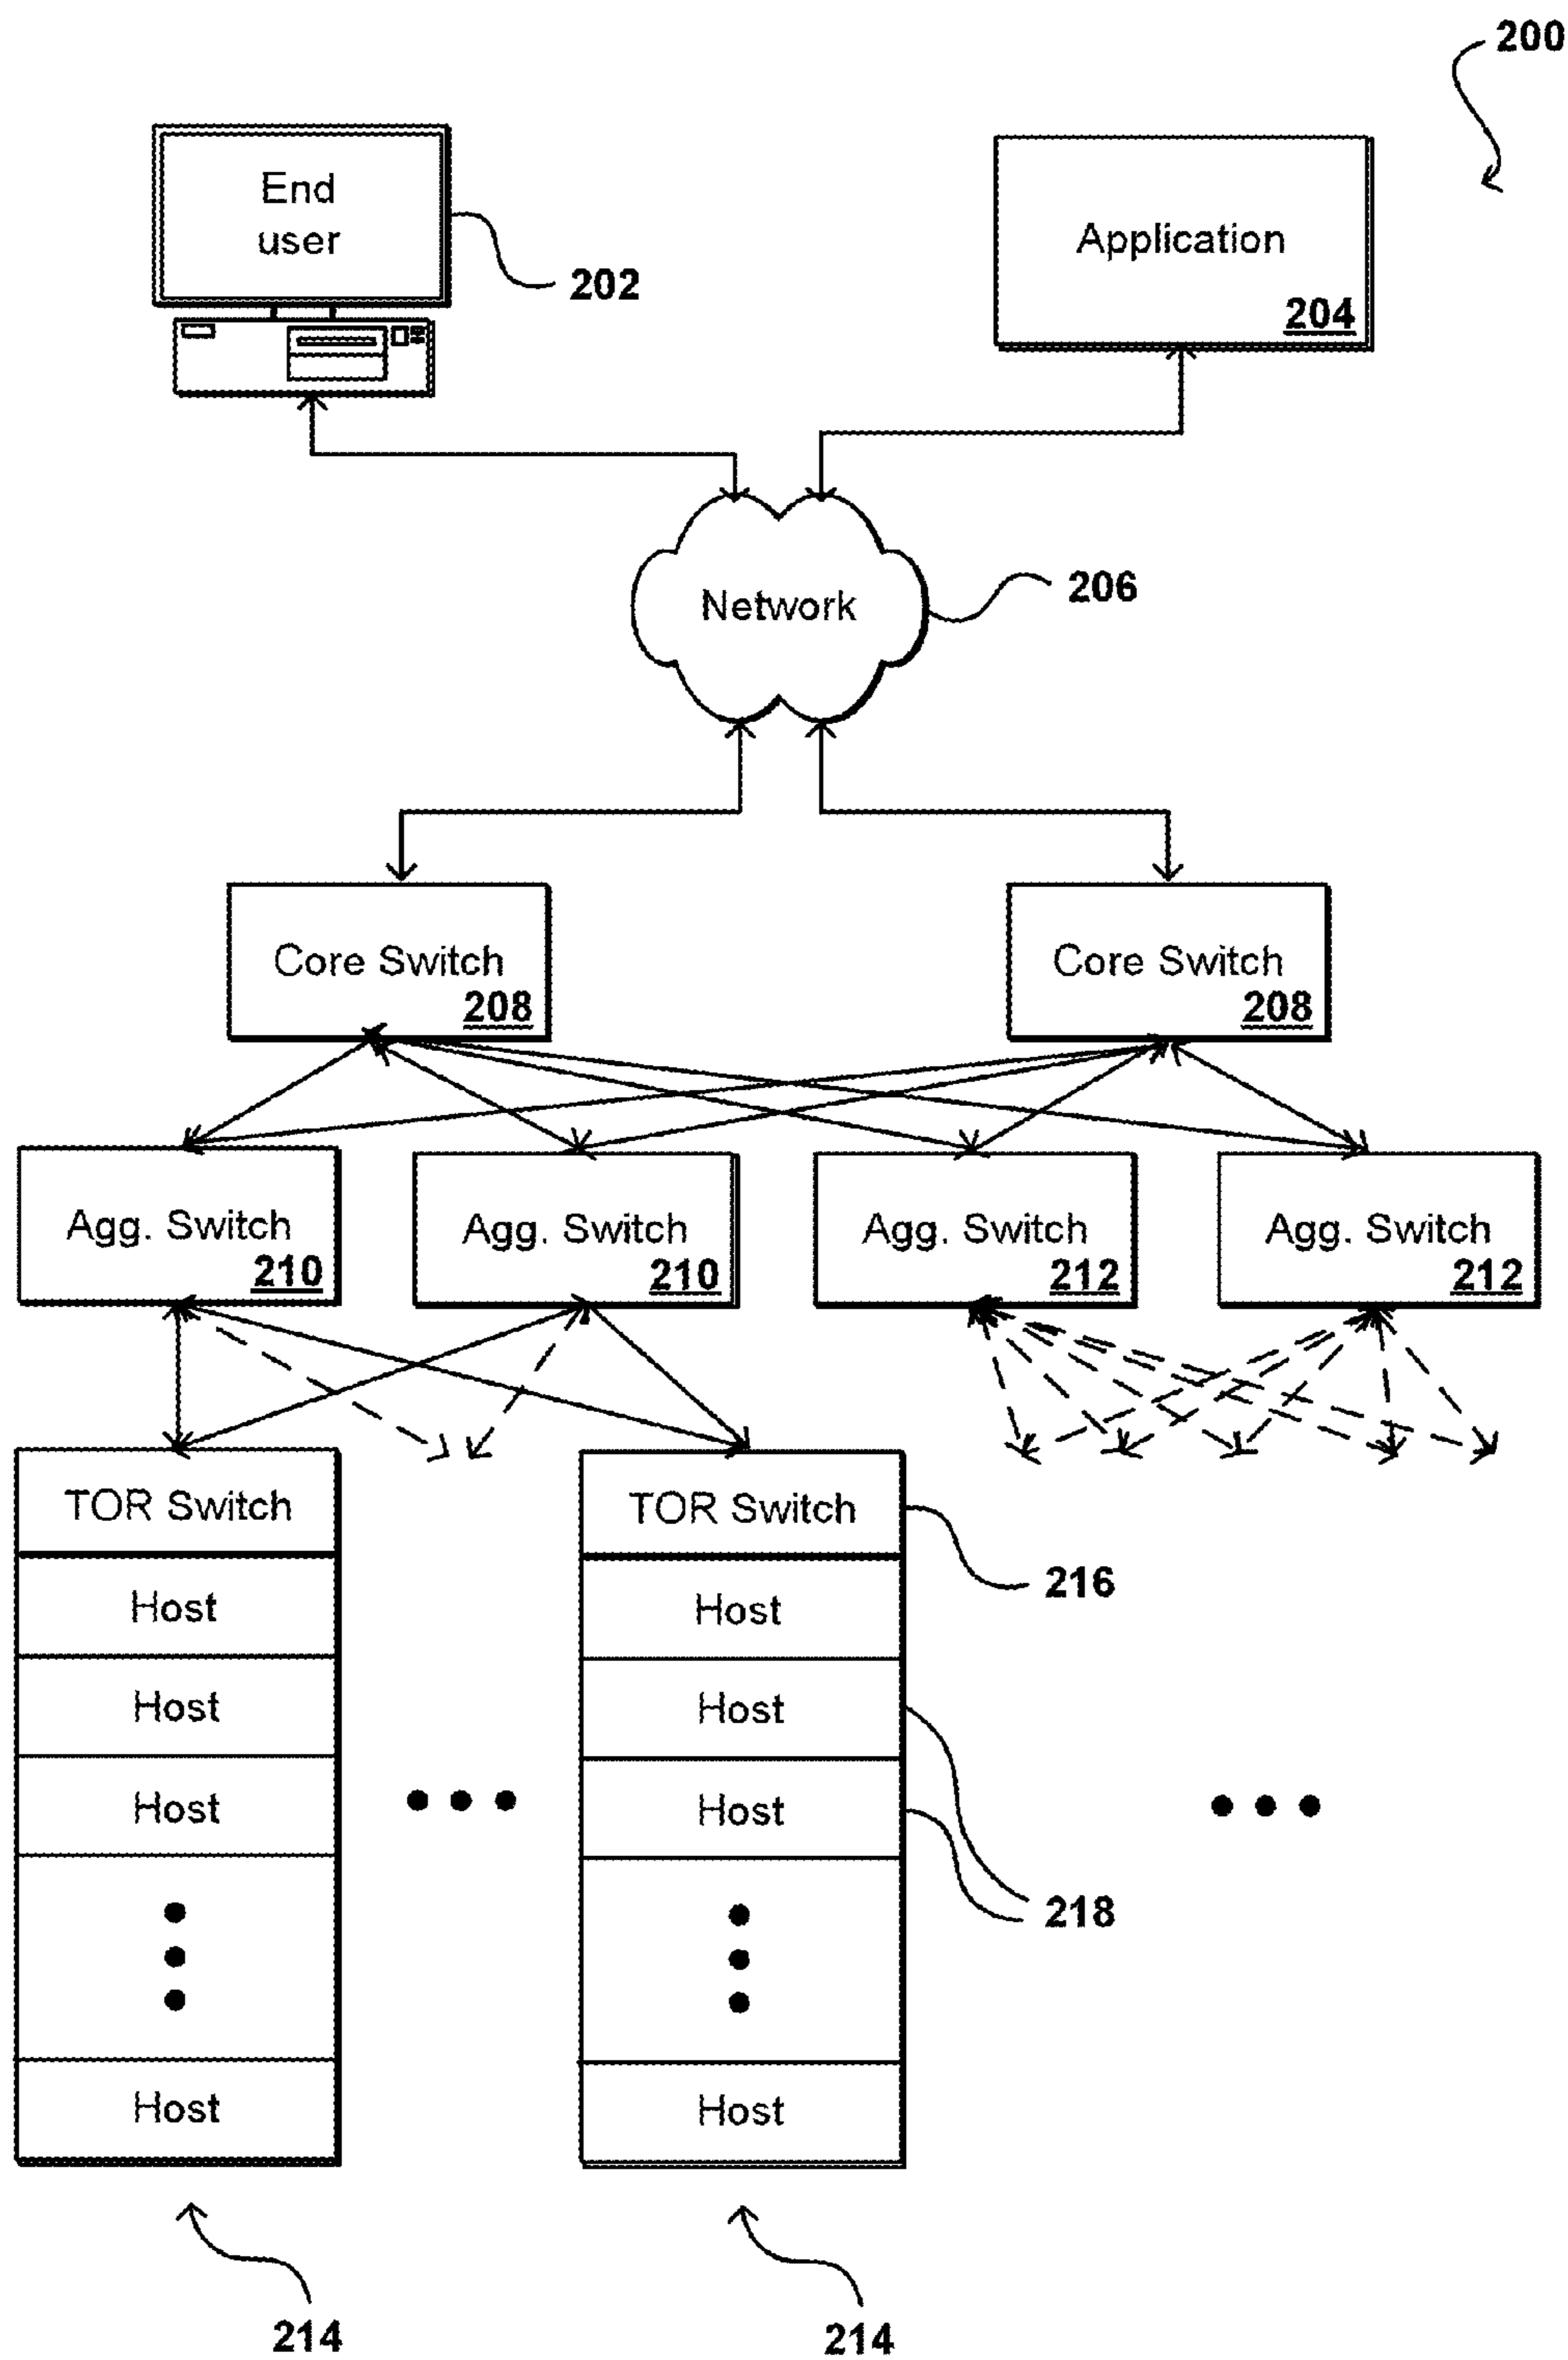 200
End
user
202
Application
204
Network
206
Core Switch
208
Core Switch
208
Agg. Switch
210
Agg. Switch
210
Agg. Switch
212
Agg. Switch
212
TOR Switch
Host
Host
Host
Host
TOR Switch
216
Host
Host
Host
218
Host
214
214